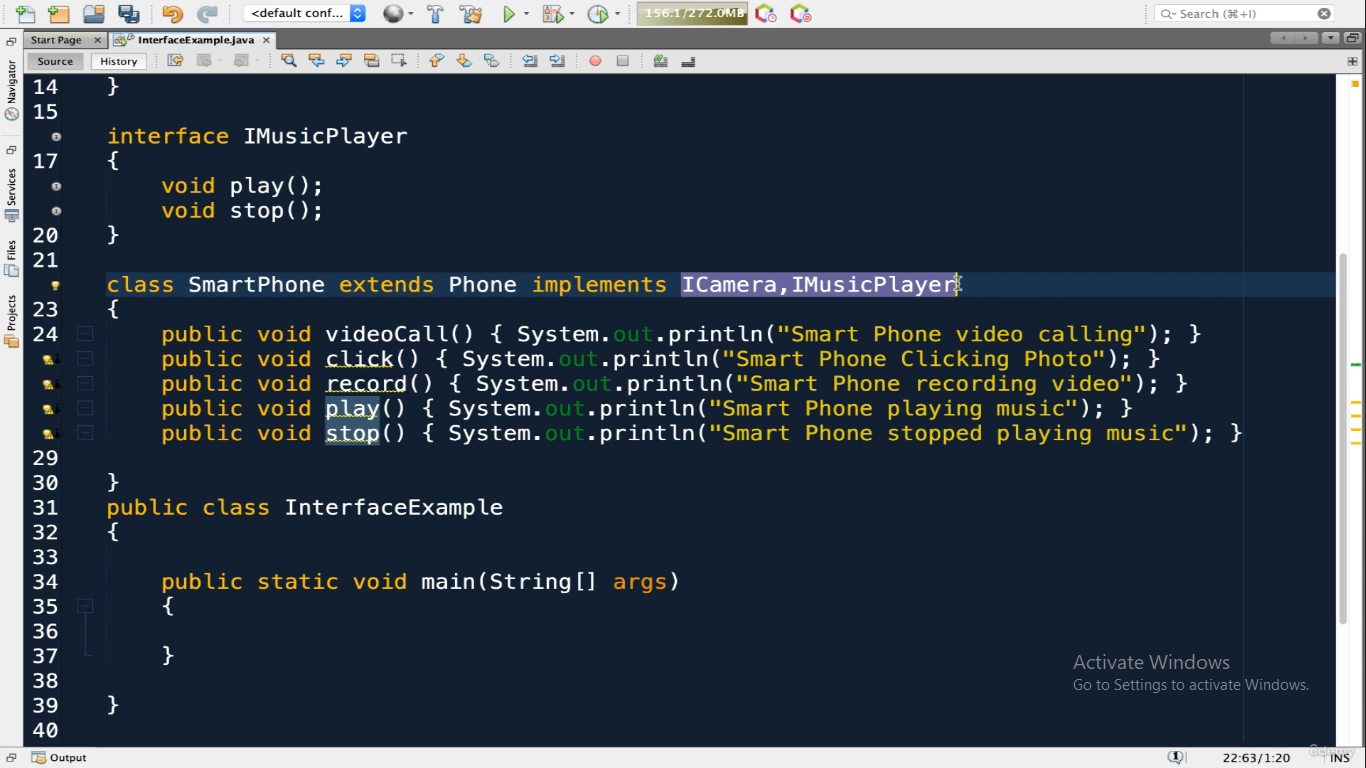 <default conf...
156.1/272.0MB
Search (⌘+I)
Start Page
InterfaceExample.java
Source
History
Navigator
Services
Files
Projects
14 }
15
interface IMusicPlayer
17 {
void play();
void stop();
20 }
21
class SmartPhone extends Phone implements ICamera,IMusicPlayer
23 {
24 public void videoCall() { System.out.println("Smart Phone video calling"); }
public void click() { System.out.println("Smart Phone Clicking Photo"); }
public void record() { System.out.println("Smart Phone recording video"); }
public void play() { System.out.println("Smart Phone playing music"); }
public void stop() { System.out.println("Smart Phone stopped playing music"); }
29
30 }
31 public class InterfaceExample
32 {
33
34 public static void main(String[] args)
35 {
36
37 }
38
39 }
40
Activate Windows
Go to Settings to activate Windows.
Output
1
22:63/1:20
INS
Udemy